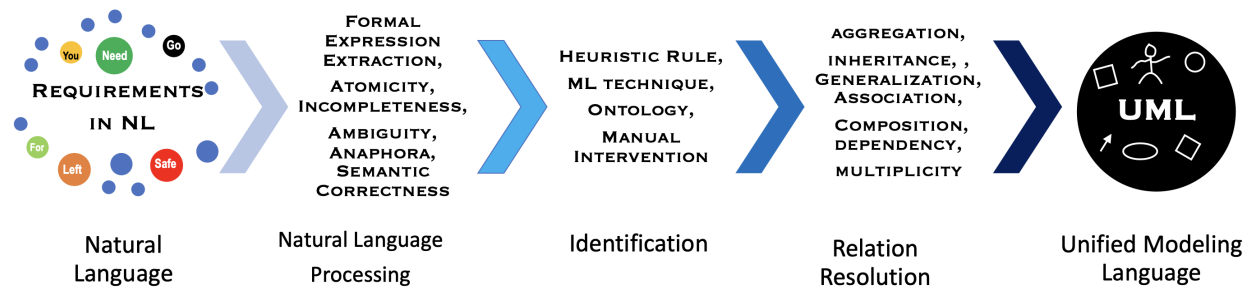 You
Need
Go
REQUIREMENTS
IN NL
For
Left
Safe
Natural
Language
FORMAL
EXPRESSION
EXTRACTION,
ATOMICITY,
INCOMPLETENESS,
AMBIGUITY,
ANAPHORA,
SEMANTIC
CORRECTNESS
Natural Language
Processing
HEURISTIC RULE,
ML TECHNIQUE,
ONTOLOGY,
MANUAL
INTERVENTION
Identification
AGGREGATION,
INHERITANCE, ,
GENERALIZATION,
ASSOCIATION,
COMPOSITION,
DEPENDENCY,
MULTIPLICITY
Relation
Resolution
UML
Unified Modeling
Language